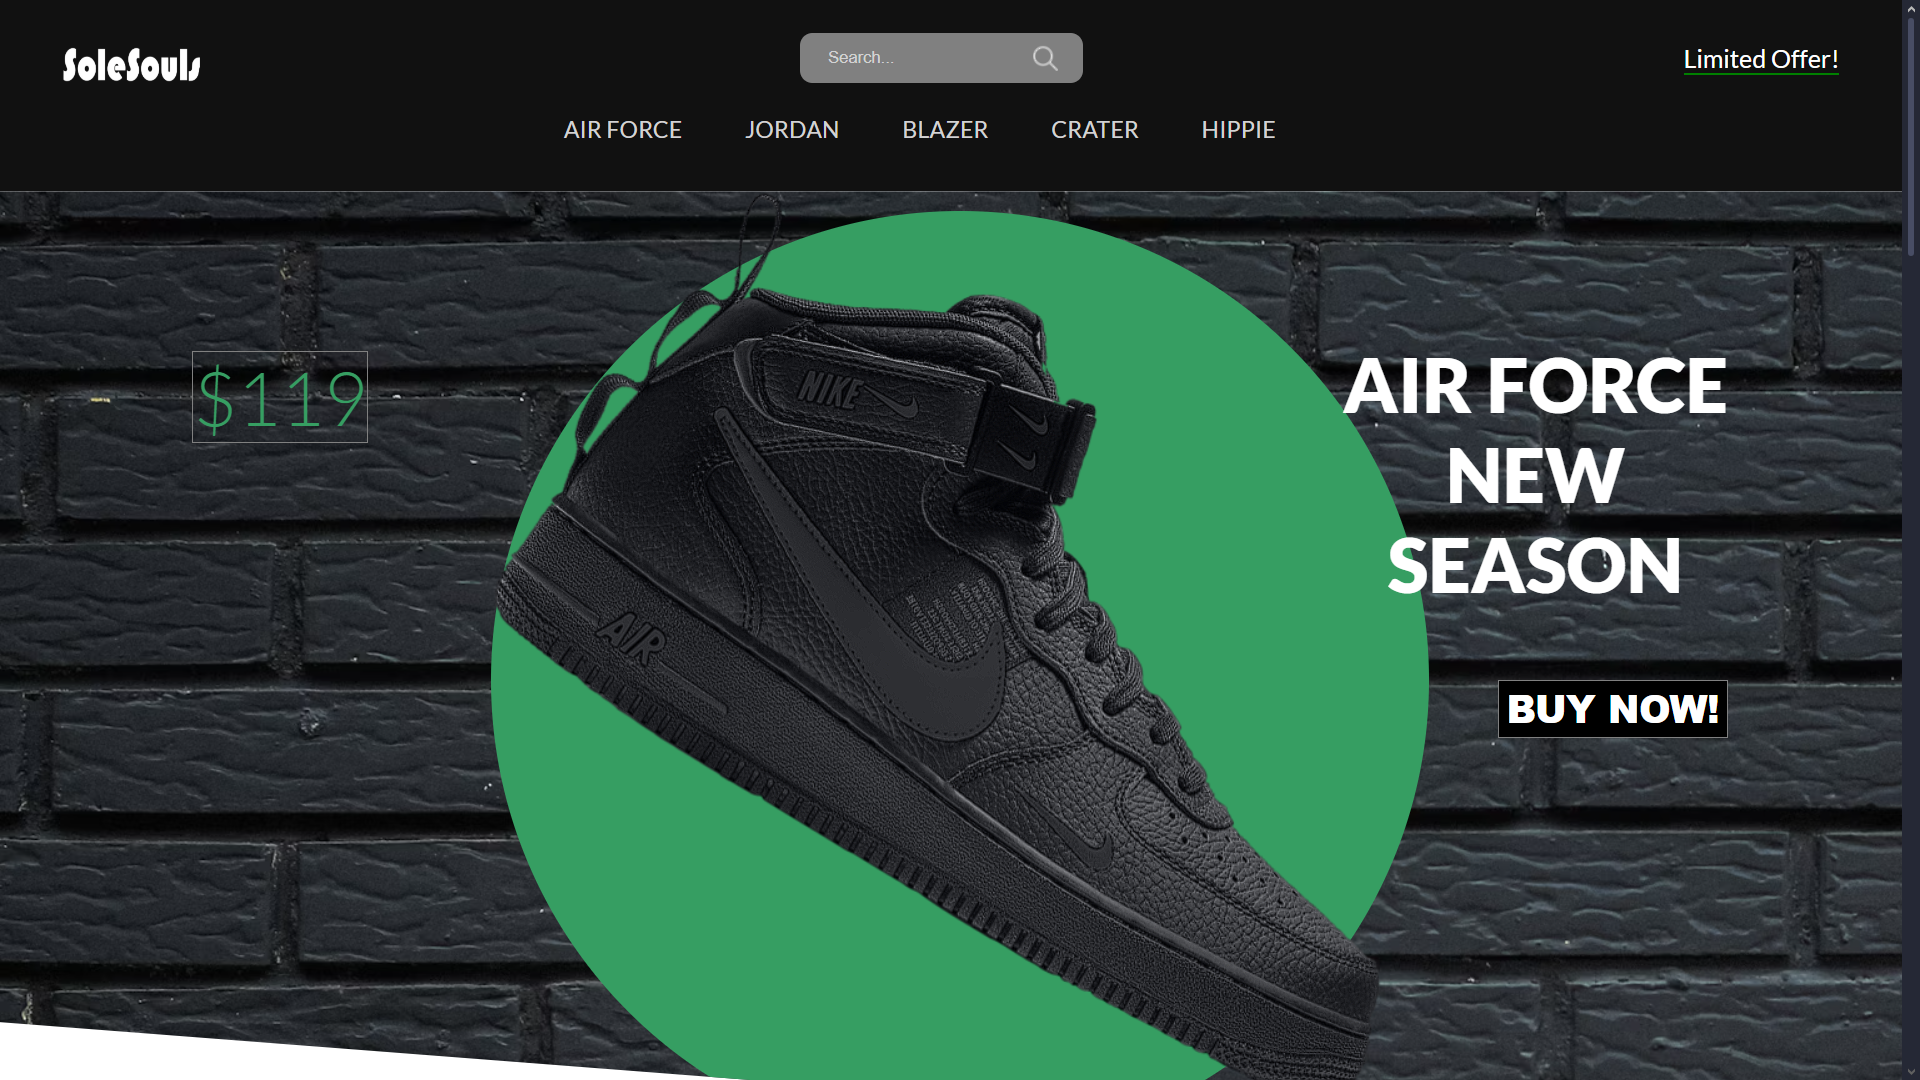 SoleSouls
Search...
Limited Offer!
AIR FORCE
JORDAN
BLAZER
CRATER
HIPPIE
$119
NIKE
AIR
AIR FORCE
NEW
SEASON
BUY NOW!